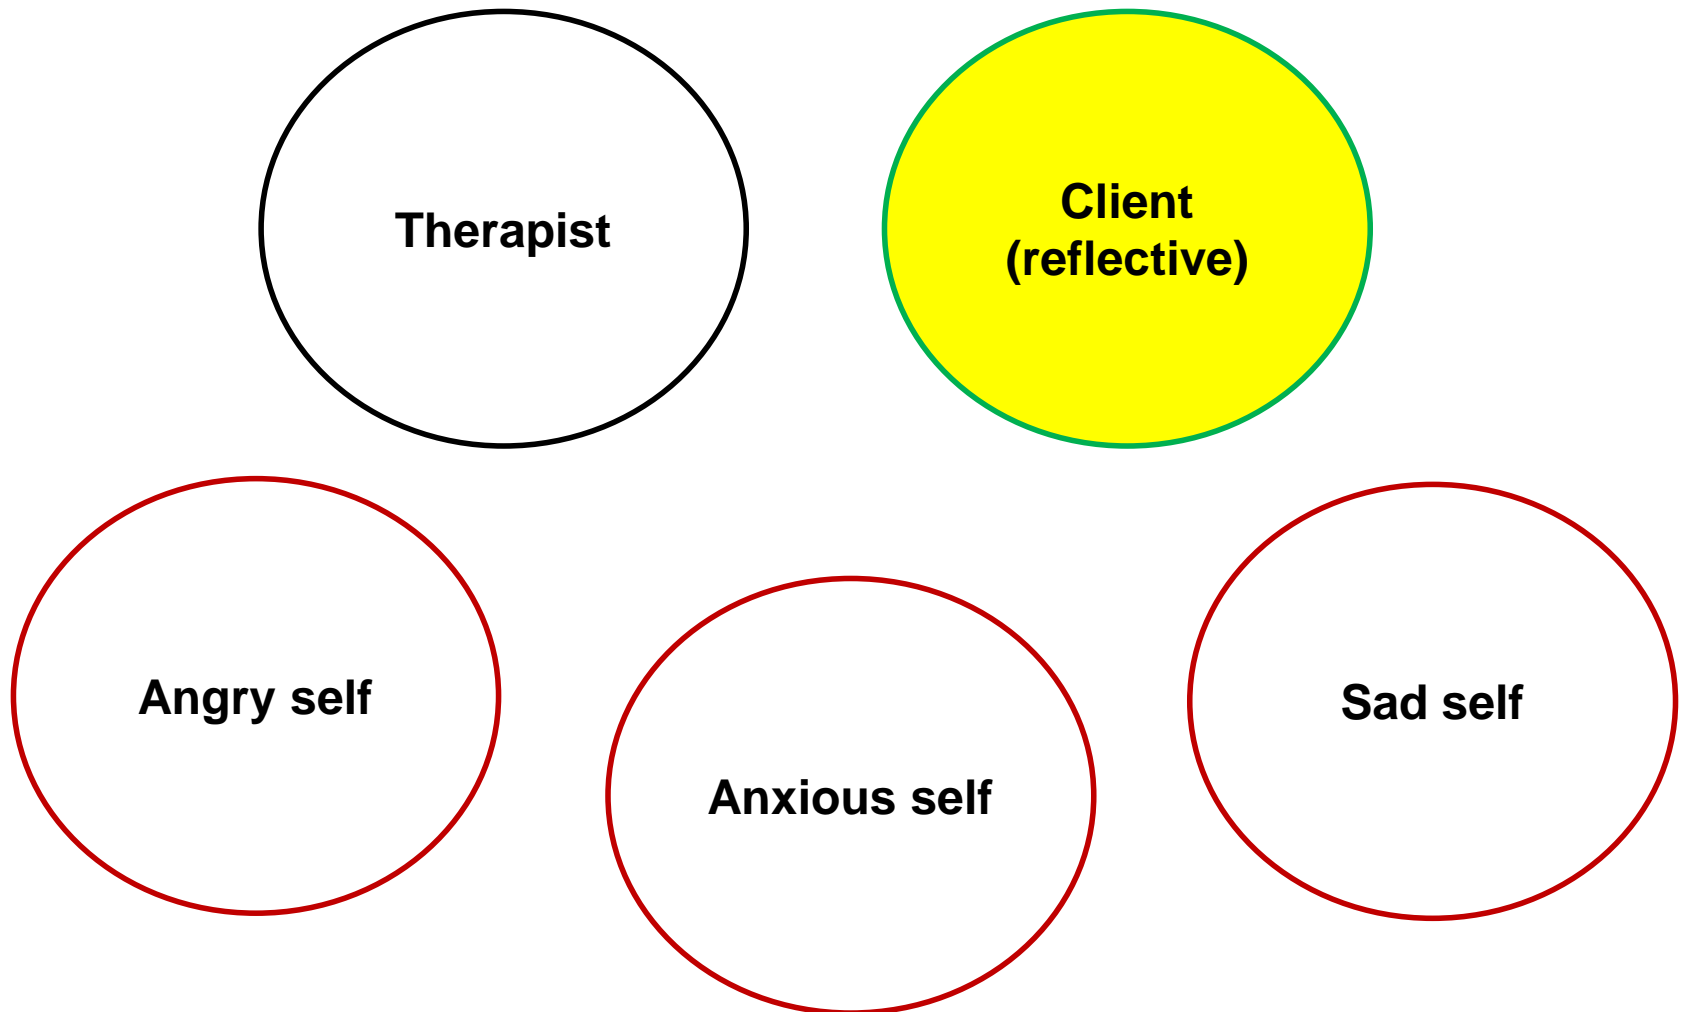 Therapist
Client
(reflective)
Angry self
Anxious self
Sad self